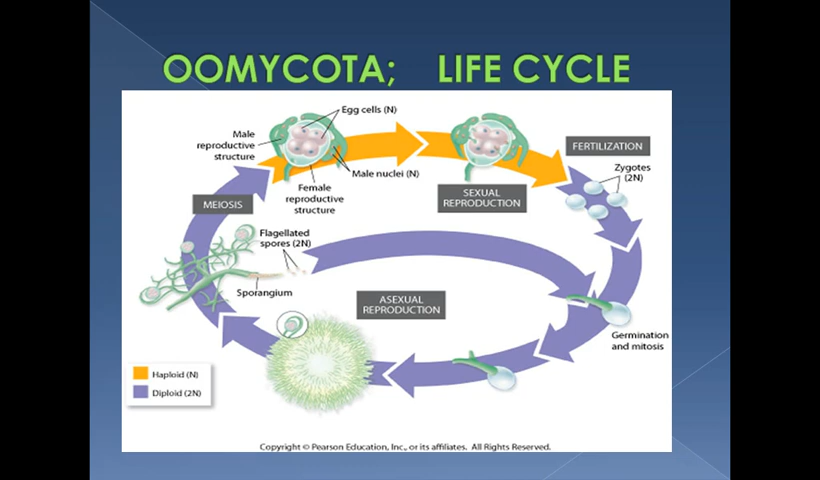 OOMYCOTA; LIFE CYCLE
Egg cells (N)
Male
reproductive
structure
Male nuclei (N)
Female
reproductive
structure
MEIOSIS
SEXUAL
REPRODUCTION
FERTILIZATION
Zygotes
(2N)
Flagellated
spores (2N)
Sporangium
ASEXUAL
REPRODUCTION
Germination
and mitosis
Haploid (N)
Diploid (2N)
Copyright © Pearson Education, Inc., or its affiliates. All Rights Reserved.